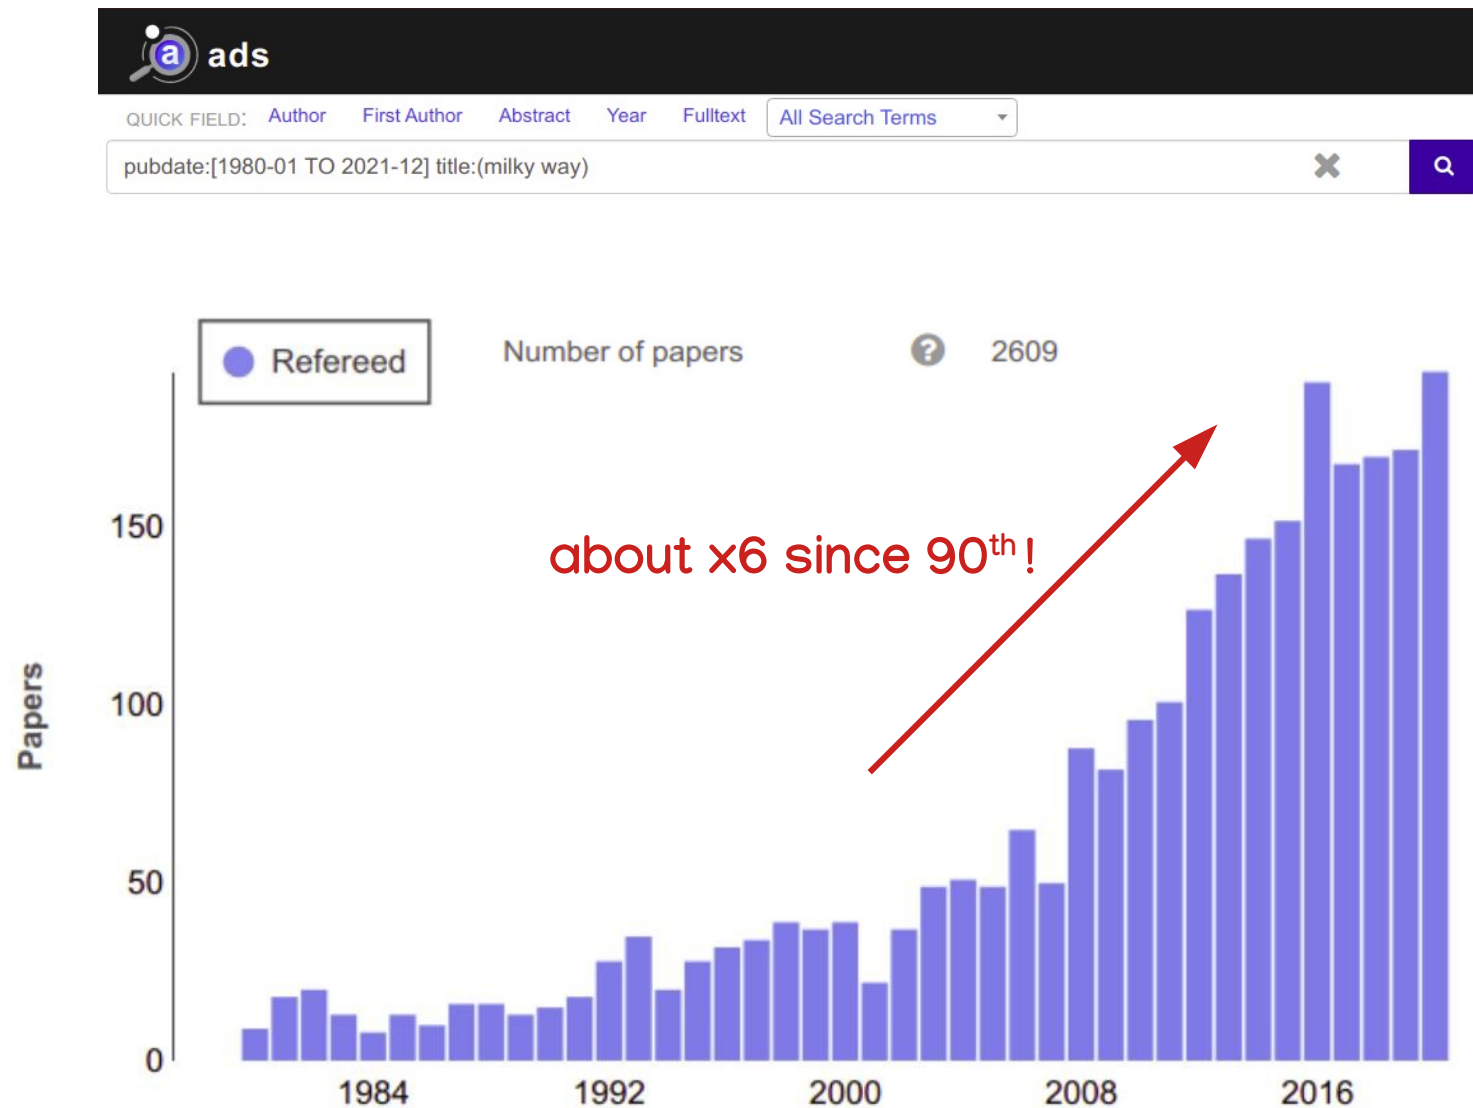 a ads
QUICK FIELD: Author First Author Abstract Year Fulltext All Search Terms
pubdate:[1980-01 TO 2021-12] title:(milky way)
Refereed Number of papers ? 2609
150
about x6 since 90th!
100
Papers
50
0
1984 1992 2000 2008 2016